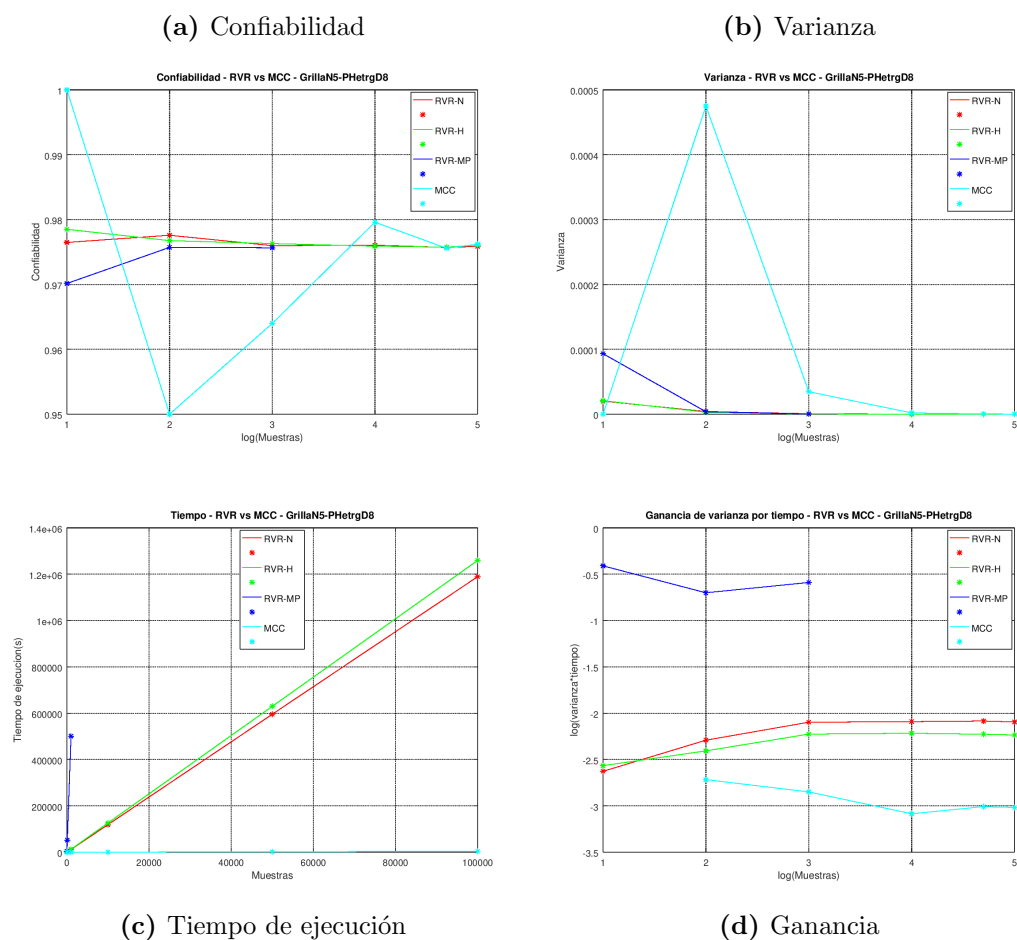 (a) Confiabilidad
(b) Varianza
Confiabilidad - RVR vs MCC - GrillaN5-PHetrgD8
1
0.99
0.98
0.97
0.96
0.95
Confiabilidad
RVR-N
RVR-H
RVR-MP
MCC
1 2 3 4 5
log(Muestras)
Varianza - RVR vs MCC - GrillaN5-PHetrgD8
0.0005
0.0004
0.0003
0.0002
0.0001
0
Varianza
RVR-N
RVR-H
RVR-MP
MCC
1 2 3 4 5
log(Muestras)
Tiempo - RVR vs MCC - GrillaN5-PHetrgD8
1.4e+06
1.2e+06
1e+06
800000
600000
400000
200000
0
Tiempo de ejecucion(s)
RVR-N
RVR-H
RVR-MP
MCC
0 20000 40000 60000 80000 100000
Muestras
Ganancia de varianza por tiempo - RVR vs MCC - GrillaN5-PHetrgD8
0
-0.5
-1
-1.5
-2
-2.5
-3
-3.5
log(varianza*tiempo)
RVR-N
RVR-H
RVR-MP
MCC
1 2 3 4 5
log(Muestras)
(c) Tiempo de ejecución
(d) Ganancia